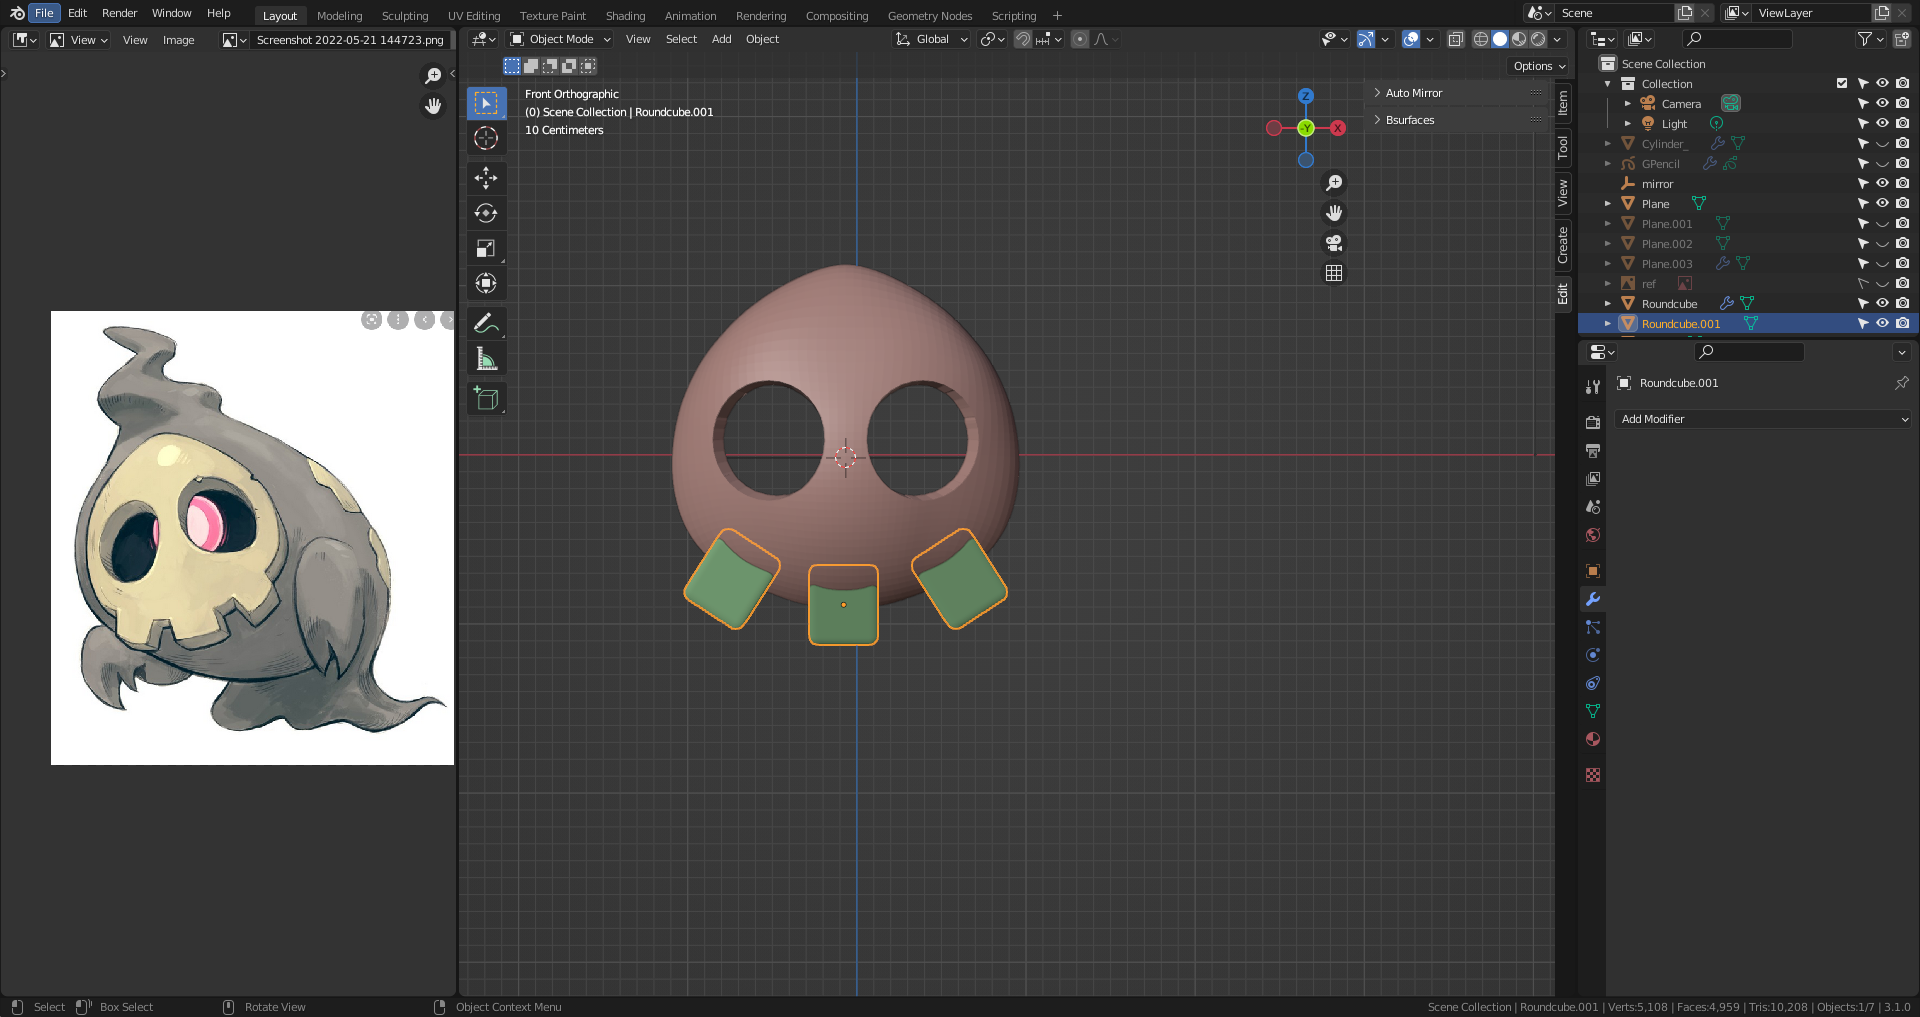 File Edit Render Window Help Layout Modeling Sculpting UV Editing Texture Paint Shading Animation Rendering Compositing Geometry Nodes Scripting + Scene ViewLayer
View View Image Screenshot 2022-05-21 144723.png Object Mode View Select Add Object Global
Options
Front Orthographic
(0) Scene Collection | Roundcube.001
10 Centimeters
Z
Y
X
Auto Mirror
Bsurfaces
Item
Tool
View
Create
Edit
Scene Collection
Collection
Camera
Light
Cylinder_
GPencil
mirror
Plane
Plane.001
Plane.002
Plane.003
ref
Roundcube
Roundcube.001
Roundcube.001
Add Modifier
Select Box Select Rotate View Object Context Menu Scene Collection | Roundcube.001 | Verts:5,108 | Faces:4,959 | Tris:10,208 | Objects:1/7 | 3.1.0